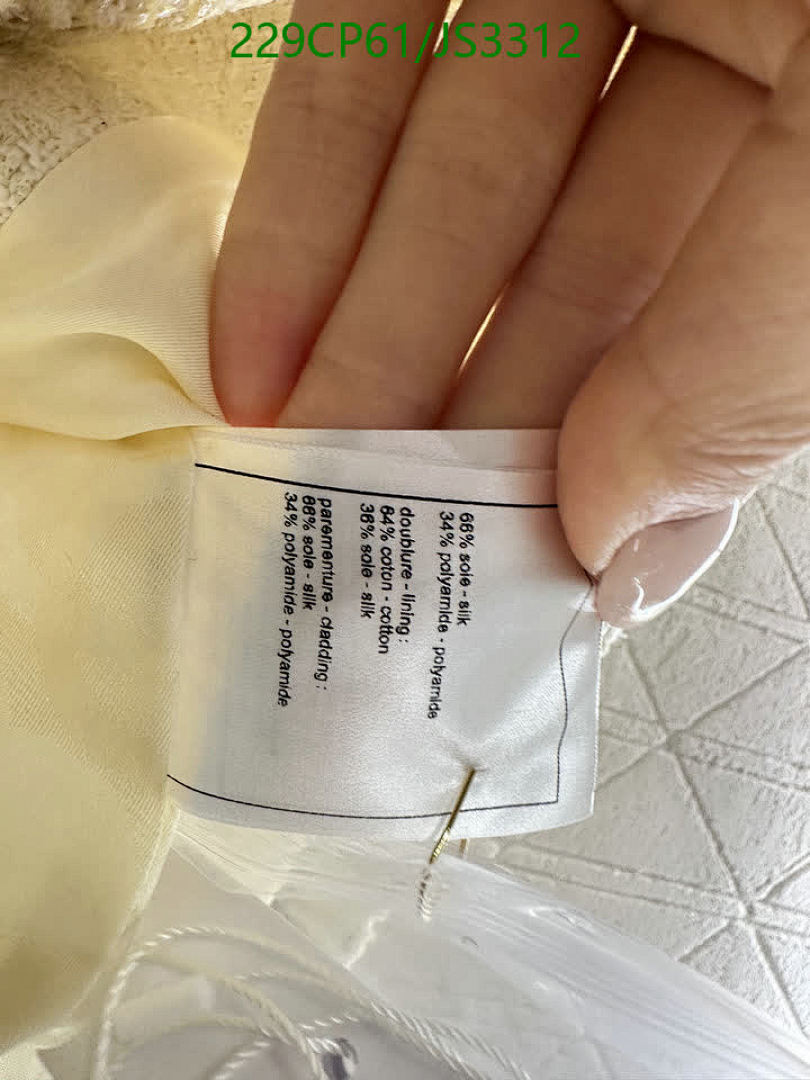 229CP61/JS3312
66% soie - silk
34% polyamide - polyamide
doublure - lining :
64% coton - cotton
36% soie - silk
parementure - cladding :
66% soie - silk
34% polyamide - polyamide